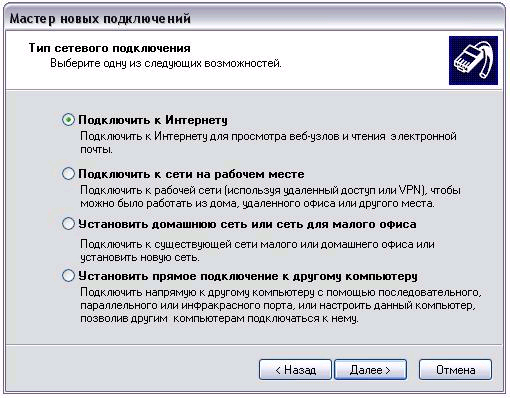 Мастер новых подключений
Тип сетевого подключения
Выберите одну из следующих возможностей.
Подключить к Интернету
Подключить к Интернету для просмотра веб-узлов и чтения электронной
почты.
Подключить к сети на рабочем месте
Подключить к рабочей сети (используя удаленный доступ или VPN), чтобы
можно было работать из дома, удаленного офиса или другого места.
Установить домашнюю сеть или сеть для малого офиса
Подключить к существующей сети малого или домашнего офиса или
установить новую сеть.
Установить прямое подключение к другому компьютеру
Подключить напрямую к другому компьютеру с помощью последовательного,
параллельного или инфракрасного порта, или настроить данный компьютер,
позволив другим компьютерам подключаться к нему.
< Назад
Далее >
Отмена